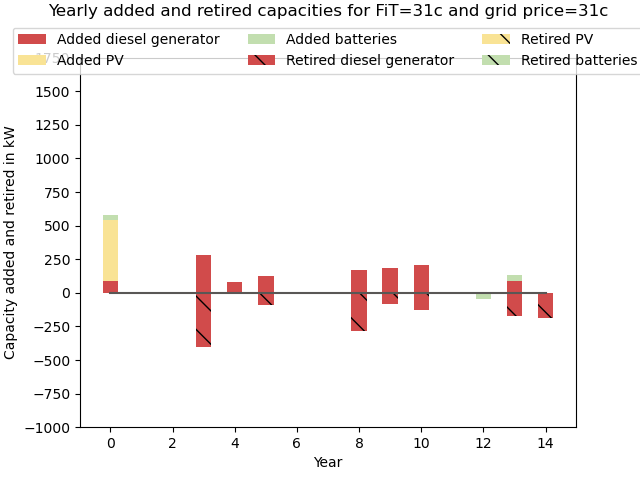 Yearly added and retired capacities for FiT=31c and grid price=31c
Added diesel generator
Added PV
Added batteries
Retired diesel generator
Retired PV
Retired batteries
Capacity added and retired in kW
1750
1500
1250
1000
750
500
250
0
−250
−500
−750
−1000
0 2 4 6 8 10 12 14
Year